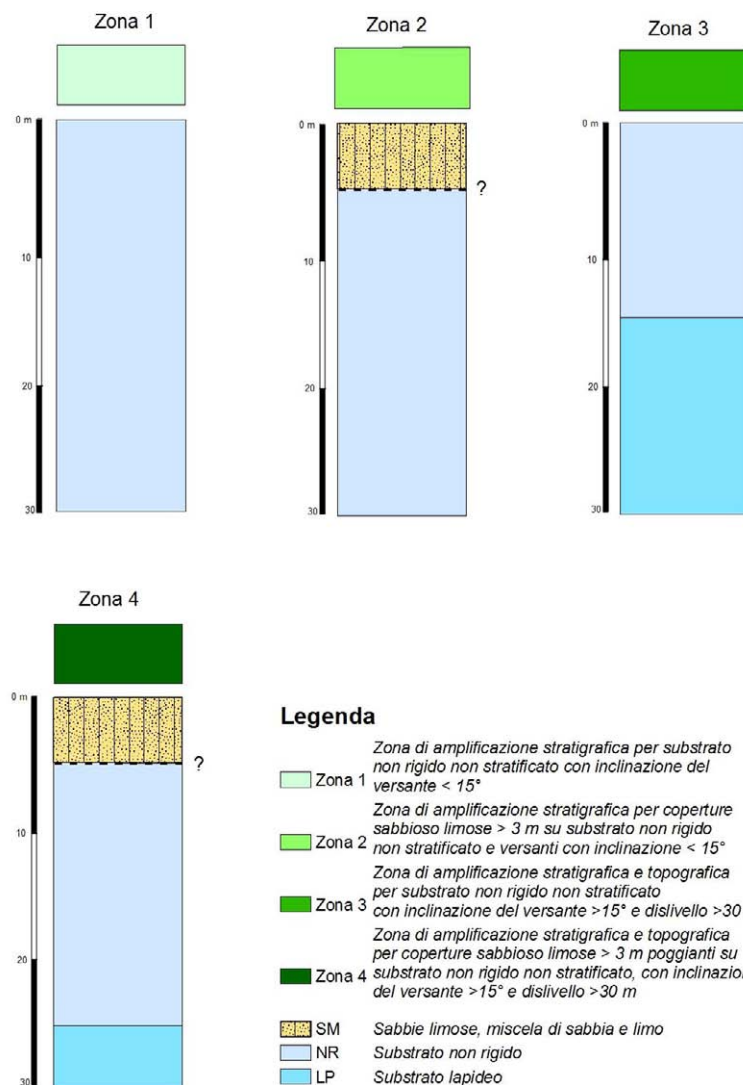 Zona 1
Zona 2
Zona 3
0 m
10
20
30
0 m
?
10
20
30
0 m
10
20
30
Zona 4
0 m
?
10
20
30
Legenda
Zona di amplificazione stratigrafica per substrato
non rigido non stratificato con inclinazione del
Zona 1 versante < 15°
Zona di amplificazione stratigrafica per coperture
sabbioso limose > 3 m su substrato non rigido
Zona 2 non stratificato e versanti con inclinazione < 15°
Zona di amplificazione stratigrafica e topografica
per substrato non rigido non stratificato
Zona 3 con inclinazione del versante >15° e dislivello >30
Zona di amplificazione stratigrafica e topografica
per coperture sabbioso limose > 3 m poggianti su
Zona 4 substrato non rigido non stratificato, con inclinazion
del versante >15° e dislivello >30 m
SM Sabbie limose, miscela di sabbia e limo
NR Substrato non rigido
LP Substrato lapideo